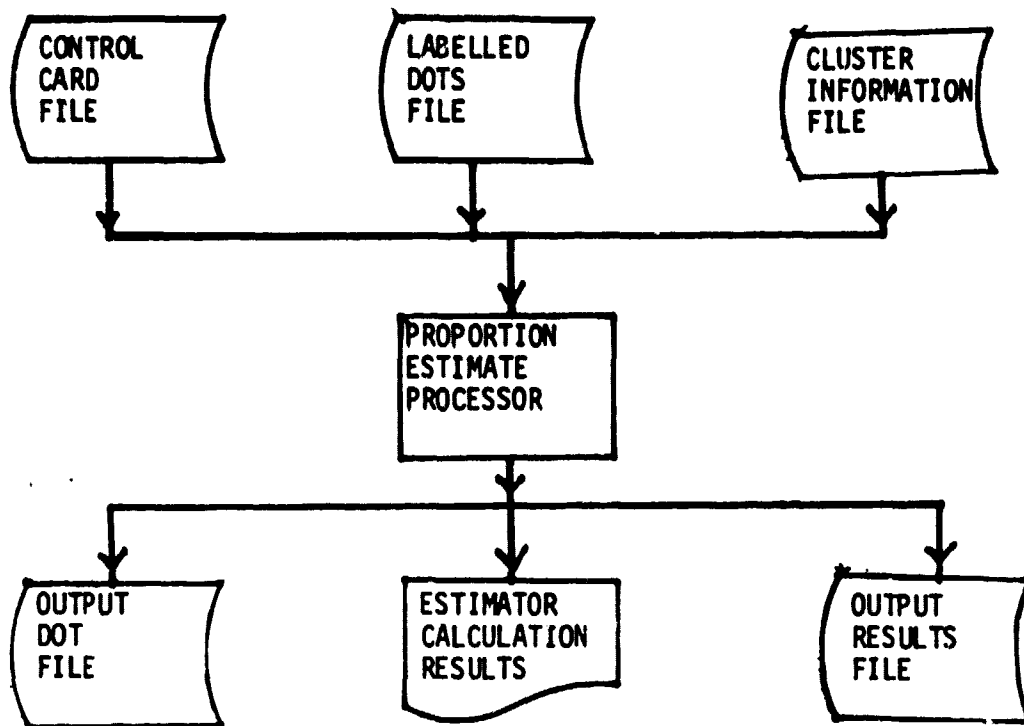 CONTROL
CARD
FILE
LABELLED
DOTS
FILE
CLUSTER
INFORMATION
FILE
PROPORTION
ESTIMATE
PROCESSOR
OUTPUT
DOT
FILE
ESTIMATOR
CALCULATION
RESULTS
OUTPUT
RESULTS
FILE